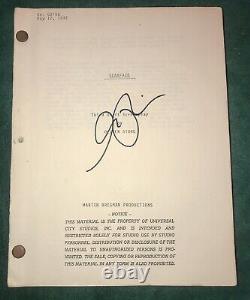 SCARFACE
OLIVER STONE
MARTIN BREGMAN PRODUCTIONS
- NOTICE -
THIS MATERIAL IS THE PROPERTY OF UNIVERSAL
CITY STUDIOS, INC. AND IS INTENDED AND
RESTRICTED SOLELY FOR STUDIO USE BY STUDIO
PERSONNEL. DISTRIBUTION OR DISCLOSURE OF THE
MATERIAL TO UNAUTHORIZED PERSONS IS PRO-
HIBITED. THE SALE, COPYING OR REPRODUCTION OF
THIS MATERIAL IN ANY FORM IS ALSO PROHIBITED.